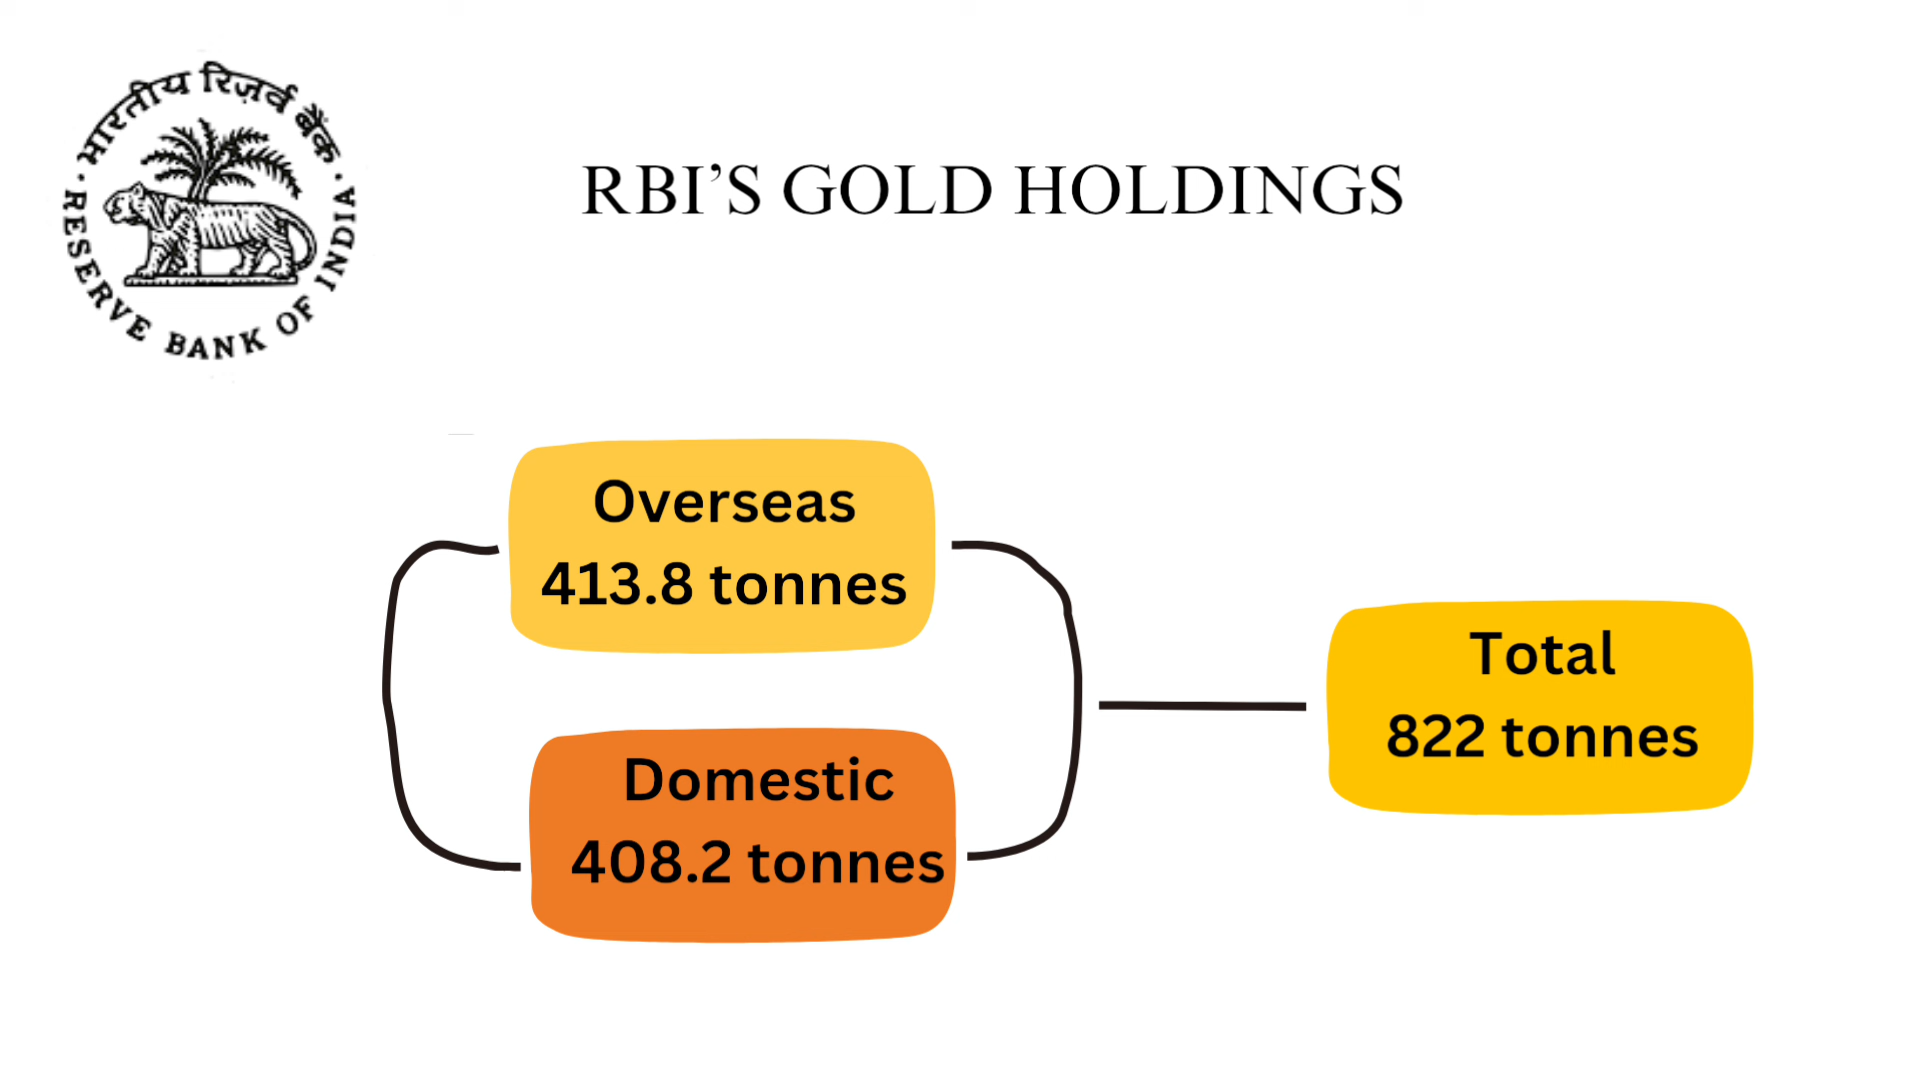 भारतीय रिज़र्व बैंक
RESERVE BANK OF INDIA
RBI’S GOLD HOLDINGS
Overseas
413.8 tonnes
Domestic
408.2 tonnes
Total
822 tonnes